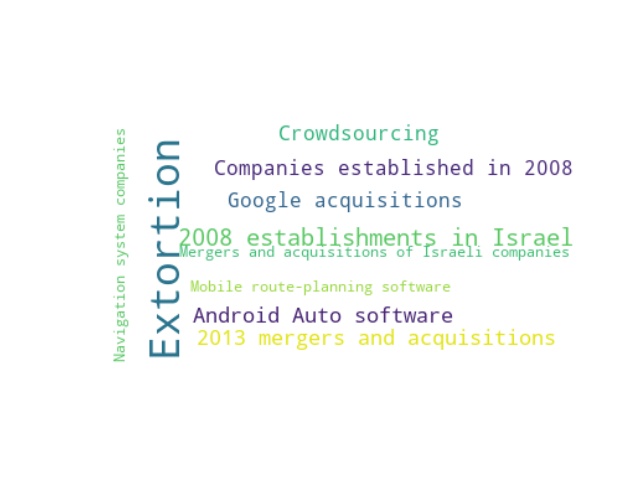 Navigation system companies
Extortion
Crowdsourcing
Companies established in 2008
Google acquisitions
2008 establishments in Israel
Mergers and acquisitions of Israeli companies
Mobile route-planning software
Android Auto software
2013 mergers and acquisitions